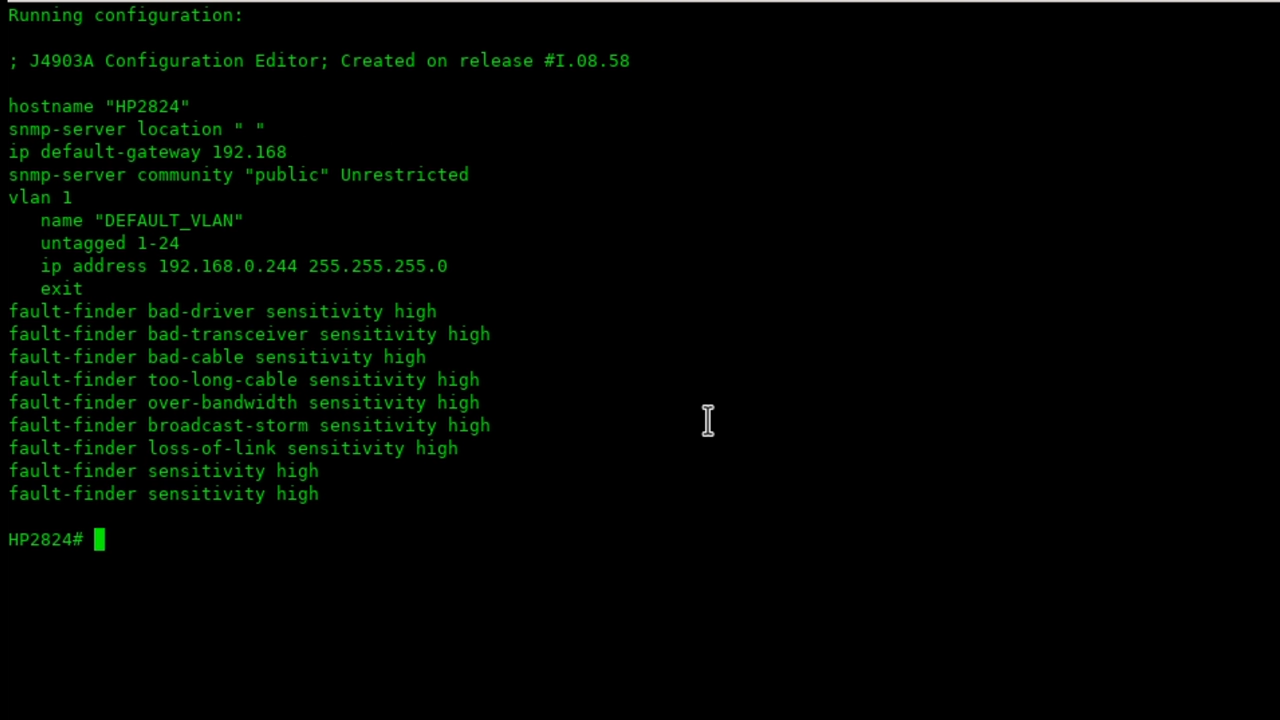 Running configuration:
; J4903A Configuration Editor; Created on release #I.08.58
hostname "HP2824"
snmp-server location " "
ip default-gateway 192.168
snmp-server community "public" Unrestricted
vlan 1
   name "DEFAULT_VLAN"
   untagged 1-24
   ip address 192.168.0.244 255.255.255.0
   exit
fault-finder bad-driver sensitivity high
fault-finder bad-transceiver sensitivity high
fault-finder bad-cable sensitivity high
fault-finder too-long-cable sensitivity high
fault-finder over-bandwidth sensitivity high
fault-finder broadcast-storm sensitivity high
fault-finder loss-of-link sensitivity high
fault-finder sensitivity high
fault-finder sensitivity high
HP2824#